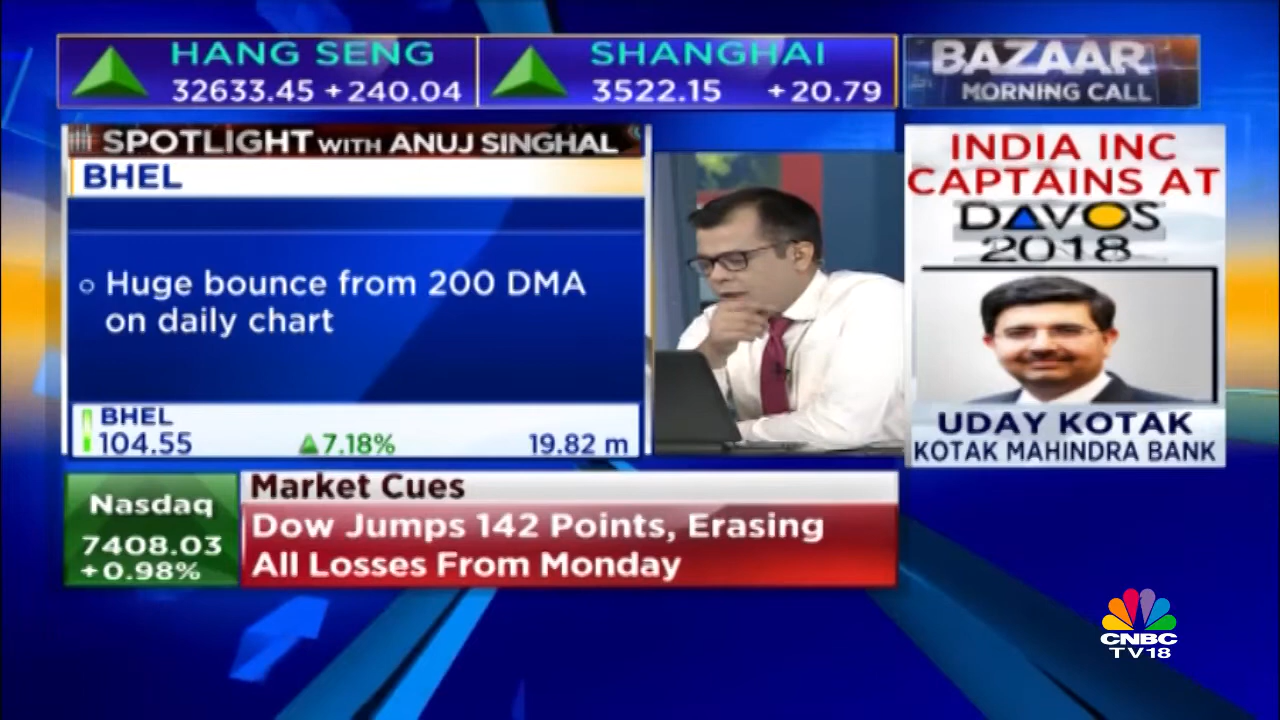 HANG SENG
32633.45 +240.04
SHANGHAI
3522.15 +20.79
BAZAAR
MORNING CALL
SPOTLIGHT WITH ANUJ SINGHAL
BHEL
Huge bounce from 200 DMA
on daily chart
BHEL
104.55 7.18% 19.82 m
INDIA INC
CAPTAINS AT
DAVOS
2018
UDAY KOTAK
KOTAK MAHINDRA BANK
Nasdaq
7408.03
+0.98%
Market Cues
Dow Jumps 142 Points, Erasing
All Losses From Monday
CNBC
TV18